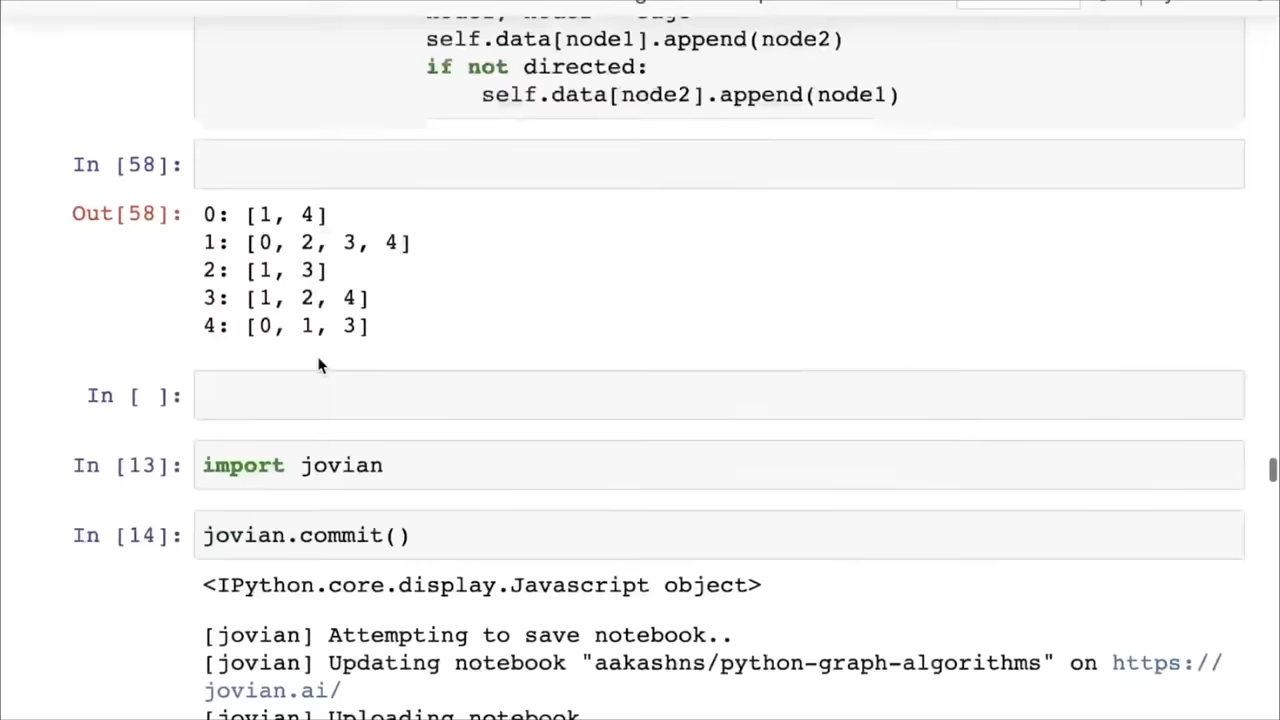 self.data[node1].append(node2)
if not directed:
self.data[node2].append(node1)
In [58]:
Out[58]: 0: [1, 4]
1: [0, 2, 3, 4]
2: [1, 3]
3: [1, 2, 4]
4: [0, 1, 3]
In [ ]:
In [13]: import jovian
In [14]: jovian.commit()
<IPython.core.display.Javascript object>
[jovian] Attempting to save notebook..
[jovian] Updating notebook "aakashns/python-graph-algorithms" on https://
jovian.ai/
[jovian] Uploading notebook